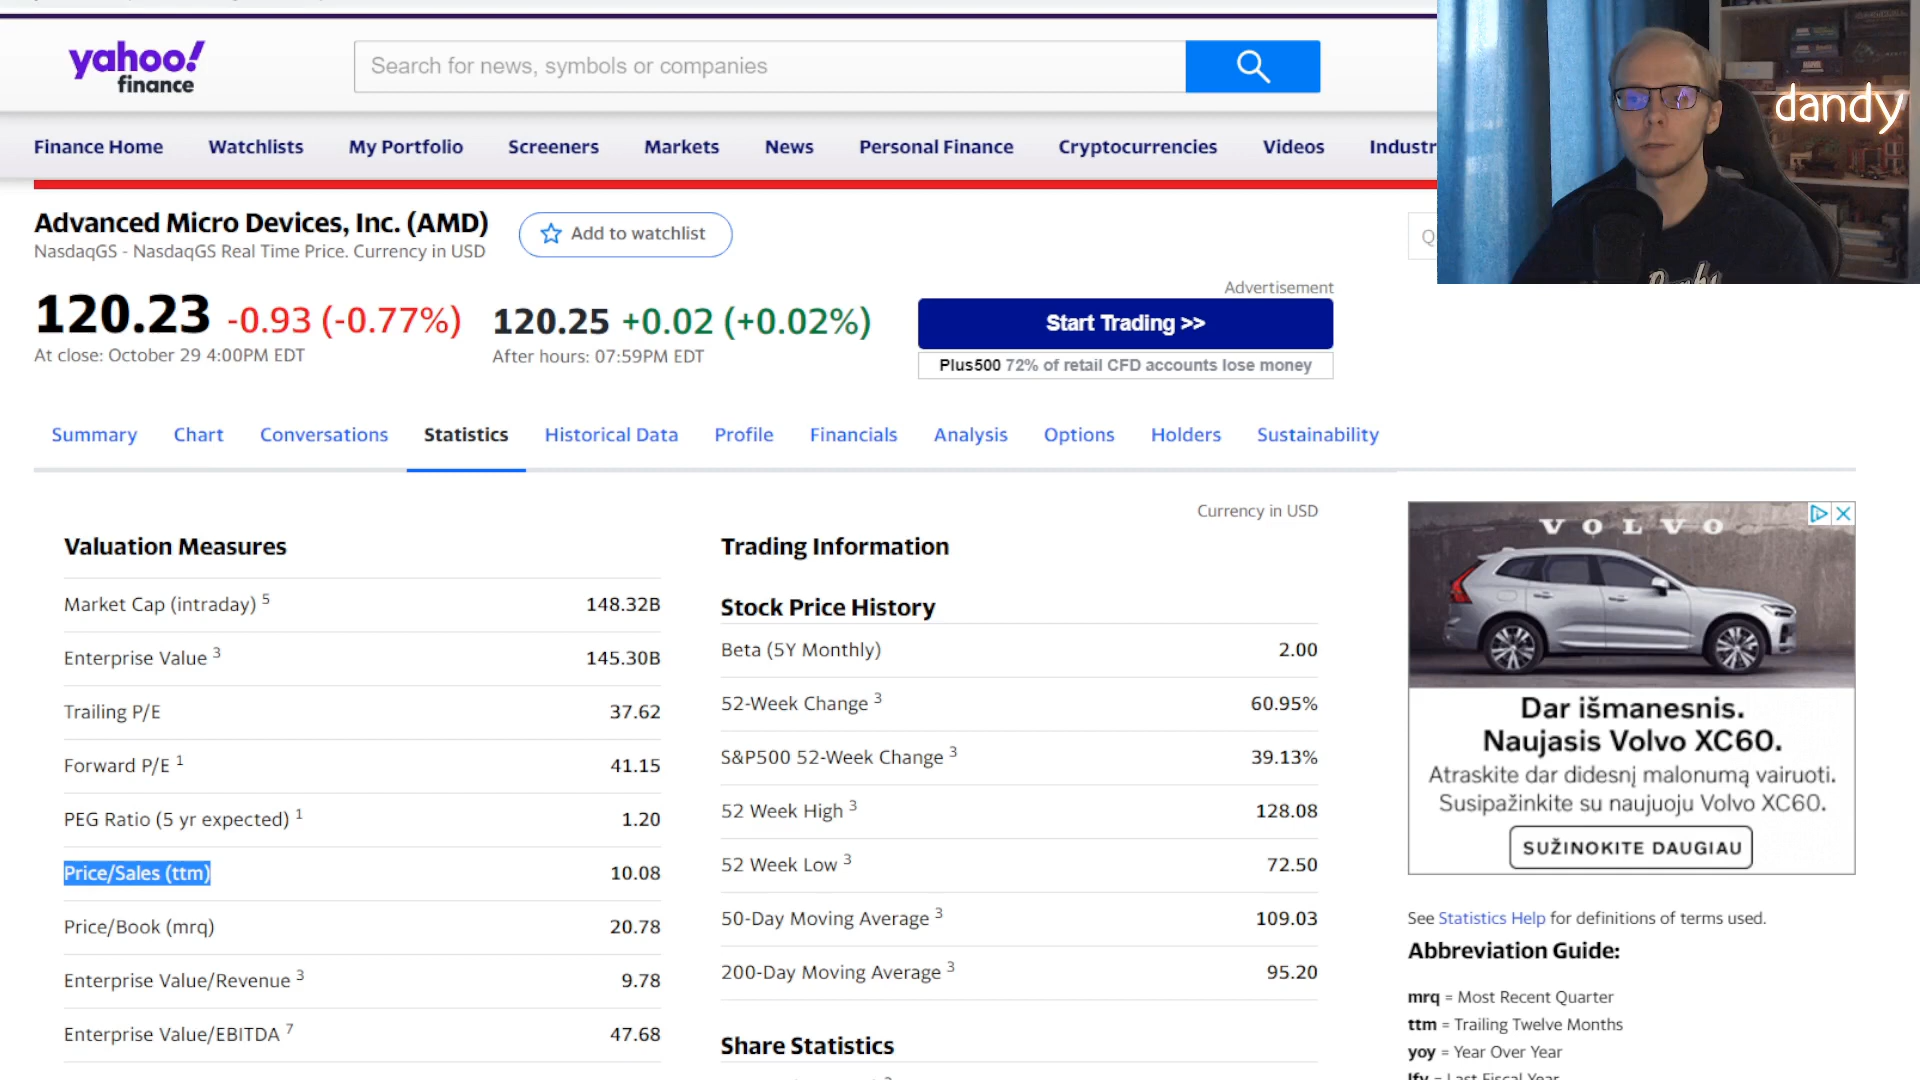 yahoo!
finance
Search for news, symbols or companies
dandy
Finance Home Watchlists My Portfolio Screeners Markets News Personal Finance Cryptocurrencies Videos Industr
Advanced Micro Devices, Inc. (AMD)
NasdaqGS - NasdaqGS Real Time Price. Currency in USD
Add to watchlist
Q
120.23 -0.93 (-0.77%)
At close: October 29 4:00PM EDT
120.25 +0.02 (+0.02%)
After hours: 07:59PM EDT
Advertisement
Start Trading >>
Plus500 72% of retail CFD accounts lose money
Summary Chart Conversations Statistics Historical Data Profile Financials Analysis Options Holders Sustainability
Currency in USD
Valuation Measures
Market Cap (intraday) 5 148.32B
Enterprise Value 3 145.30B
Trailing P/E 37.62
Forward P/E 1 41.15
PEG Ratio (5 yr expected) 1 1.20
Price/Sales (ttm) 10.08
Price/Book (mrq) 20.78
Enterprise Value/Revenue 3 9.78
Enterprise Value/EBITDA 7 47.68
Trading Information
Stock Price History
Beta (5Y Monthly) 2.00
52-Week Change 3 60.95%
S&P500 52-Week Change 3 39.13%
52 Week High 3 128.08
52 Week Low 3 72.50
50-Day Moving Average 3 109.03
200-Day Moving Average 3 95.20
Share Statistics
VOLVO
Dar išmanesnis.
Naujasis Volvo XC60.
Atraskite dar didesnį malonumą vairuoti.
Susipažinkite su naujuoju Volvo XC60.
SUŽINOKITE DAUGIAU
See Statistics Help for definitions of terms used.
Abbreviation Guide:
mrq = Most Recent Quarter
ttm = Trailing Twelve Months
yoy = Year Over Year
lfy = Last Fiscal Year